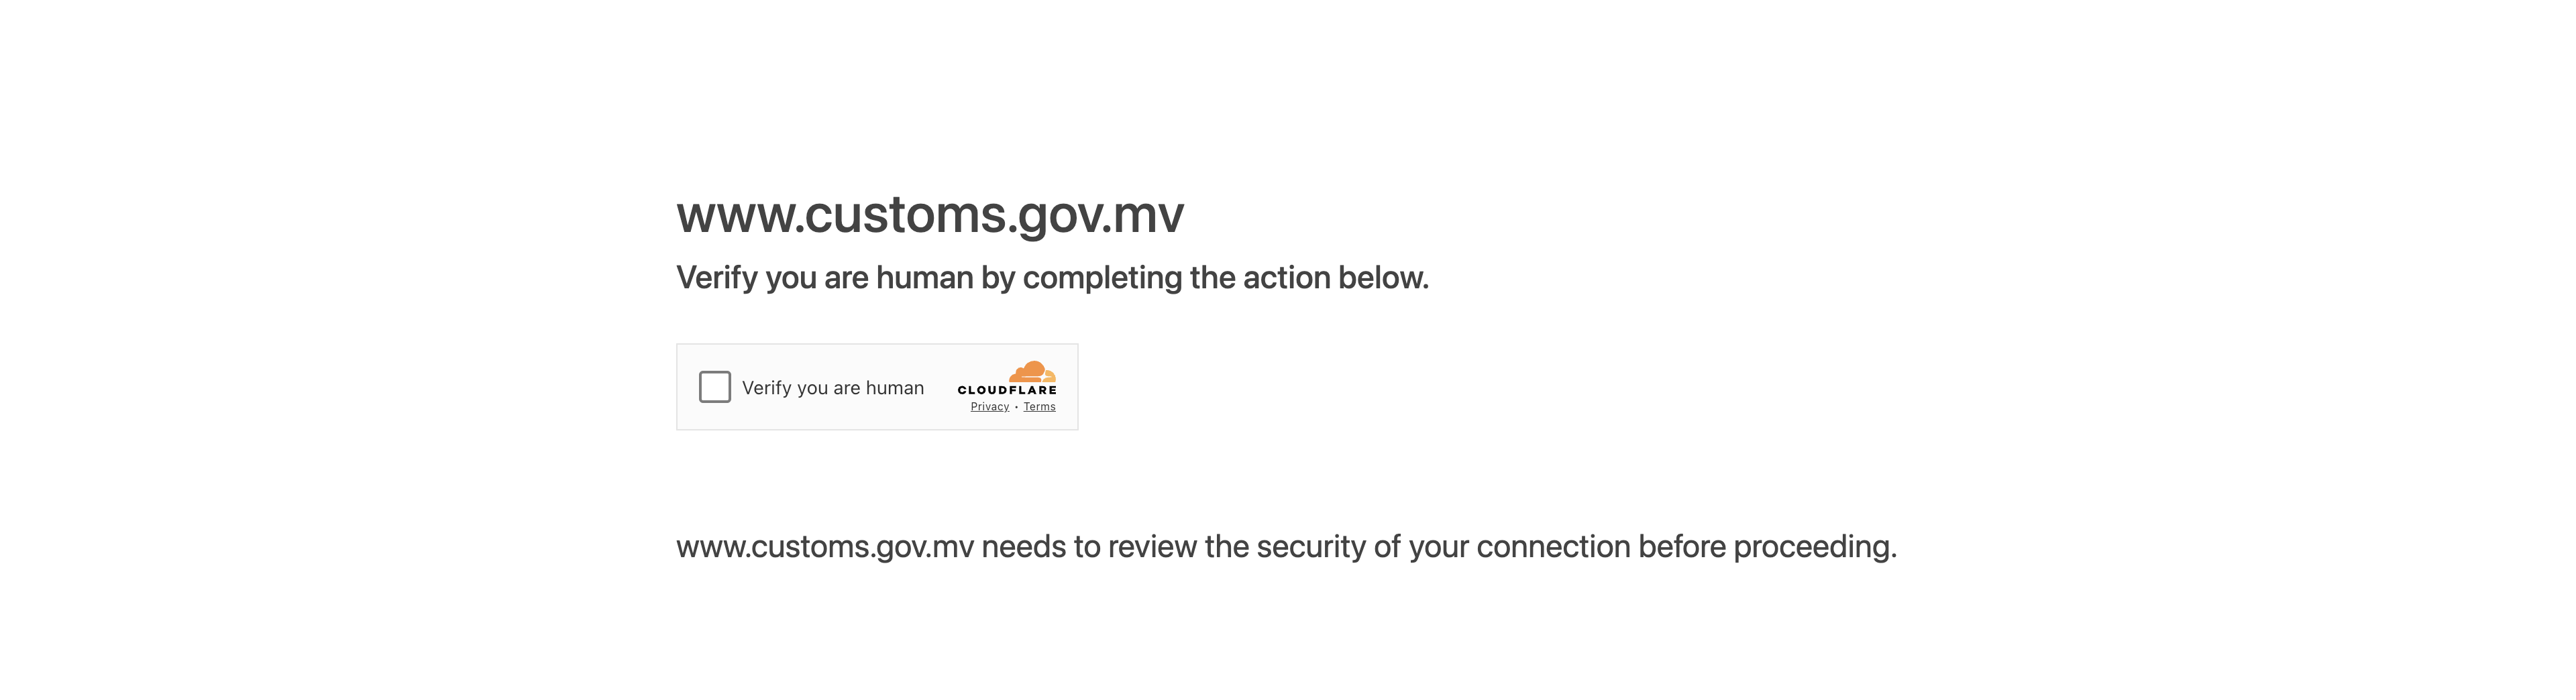 www.customs.gov.mv
Verify you are human by completing the action below.
Verify you are human
CLOUDFLARE
Privacy • Terms
www.customs.gov.mv needs to review the security of your connection before proceeding.